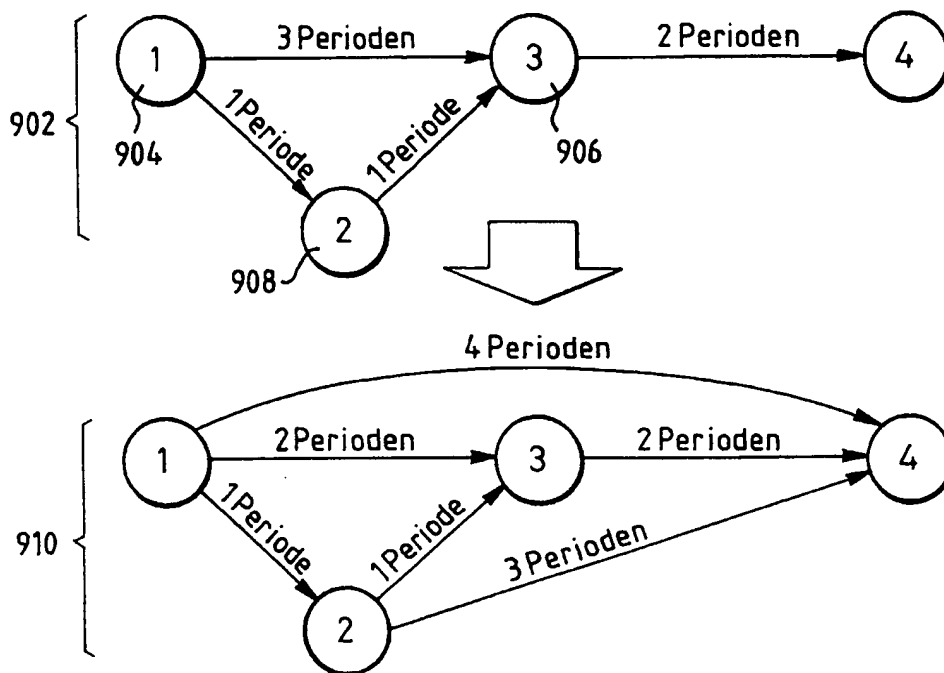 1
3 Perioden
3
2 Perioden
4
902
904
1 Periode
1 Periode
906
2
908
4 Perioden
1
2 Perioden
3
2 Perioden
4
910
1 Periode
1 Periode
3 Perioden
2